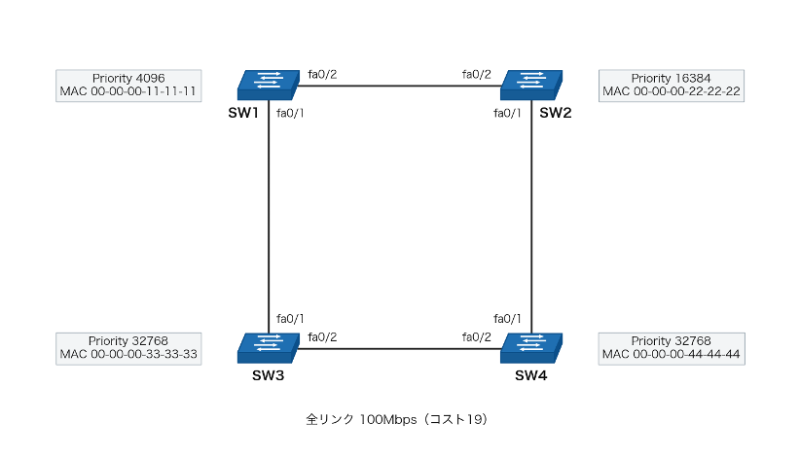 Priority 4096
MAC 00-00-00-11-11-11
fa0/2
fa0/2
Priority 16384
MAC 00-00-00-22-22-22
SW1
fa0/1
fa0/1
SW2
fa0/1
fa0/1
Priority 32768
MAC 00-00-00-33-33-33
fa0/2
fa0/2
Priority 32768
MAC 00-00-00-44-44-44
SW3
SW4
全リンク 100Mbps（コスト19）